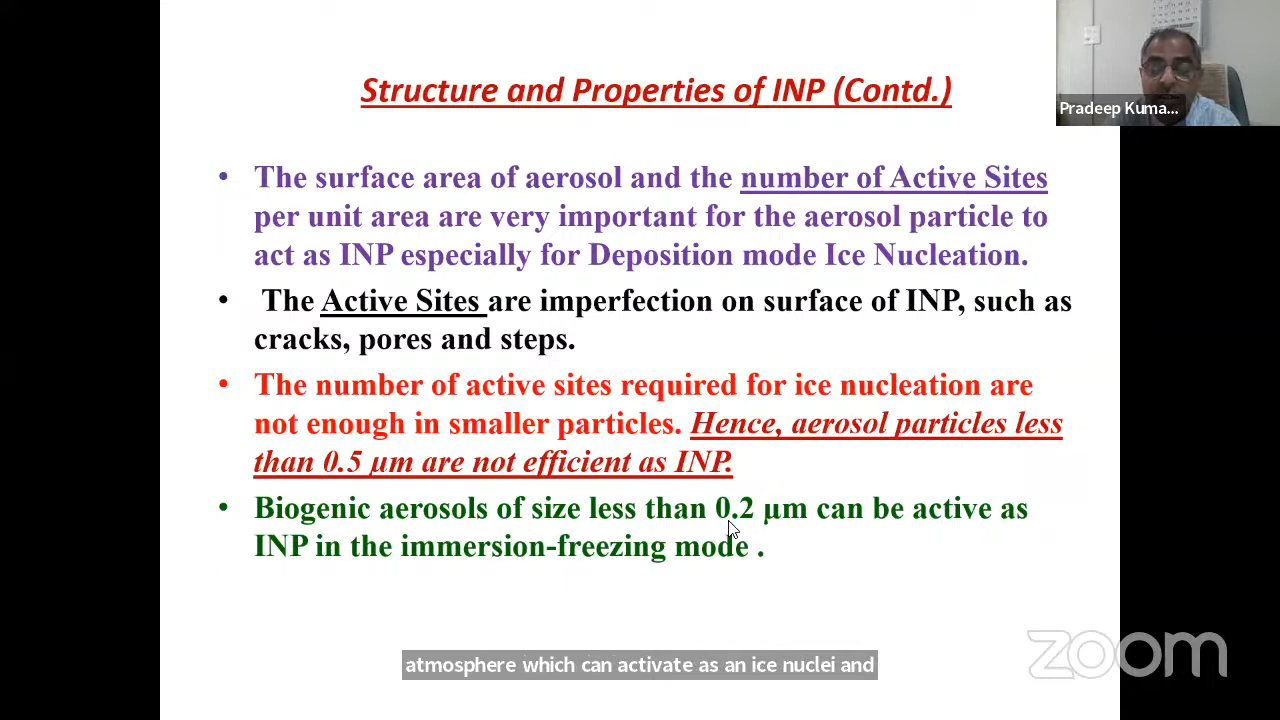 Structure and Properties of INP (Contd.)
Pradeep Kuma...
• The surface area of aerosol and the number of Active Sites
per unit area are very important for the aerosol particle to
act as INP especially for Deposition mode Ice Nucleation.
• The Active Sites are imperfection on surface of INP, such as
cracks, pores and steps.
• The number of active sites required for ice nucleation are
not enough in smaller particles. Hence, aerosol particles less
than 0.5 µm are not efficient as INP.
• Biogenic aerosols of size less than 0.2 µm can be active as
INP in the immersion-freezing mode .
atmosphere which can activate as an ice nuclei and
zoom